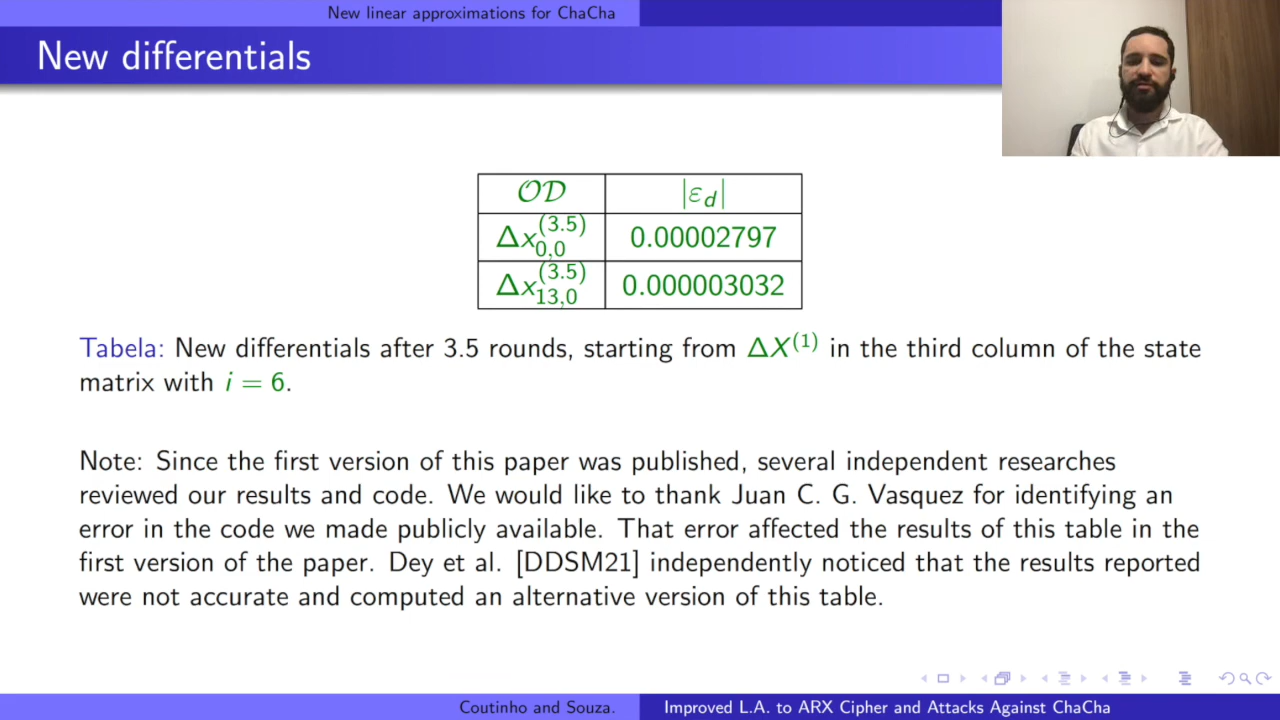 New linear approximations for ChaCha
New differentials
𝒪𝒟 |ε_d|
Δx_{0,0}^{(3.5)} 0.00002797
Δx_{13,0}^{(3.5)} 0.000003032
Tabela: New differentials after 3.5 rounds, starting from ΔX^{(1)} in the third column of the state
matrix with i = 6.
Note: Since the first version of this paper was published, several independent researches
reviewed our results and code. We would like to thank Juan C. G. Vasquez for identifying an
error in the code we made publicly available. That error affected the results of this table in the
first version of the paper. Dey et al. [DDSM21] independently noticed that the results reported
were not accurate and computed an alternative version of this table.
Coutinho and Souza. Improved L.A. to ARX Cipher and Attacks Against ChaCha